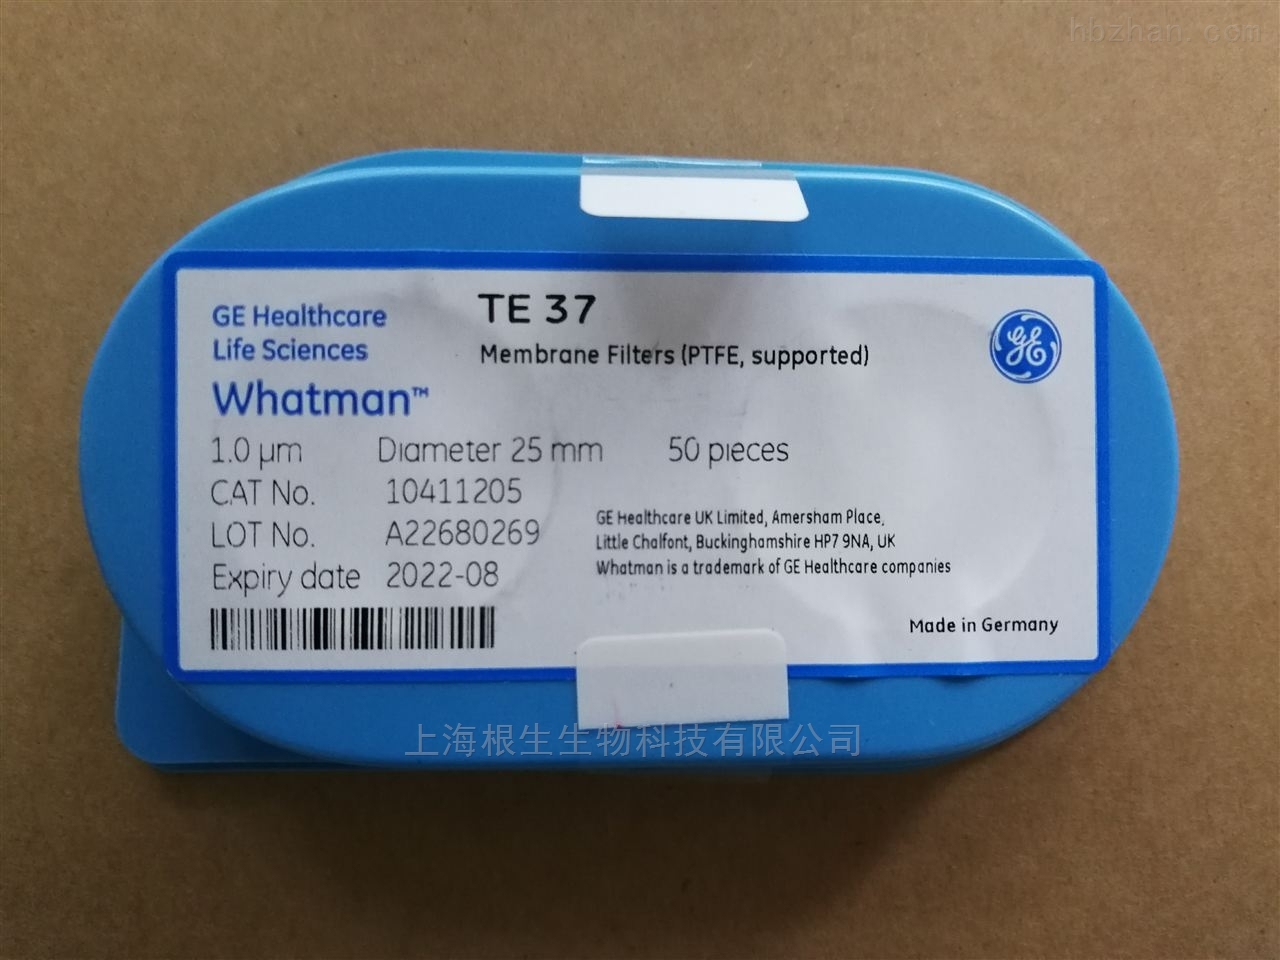 hbzhan.com
GE Healthcare
Life Sciences
Whatman™
TE 37
Membrane Filters (PTFE, supported)
GE
1.0 µm Diameter 25 mm 50 pieces
CAT No. 10411205
LOT No. A22680269
Expiry date 2022-08
GE Healthcare UK Limited, Amersham Place,
Little Chalfont, Buckinghamshire HP7 9NA, UK
Whatman is a trademark of GE Healthcare companies
Made in Germany
上海根生生物科技有限公司